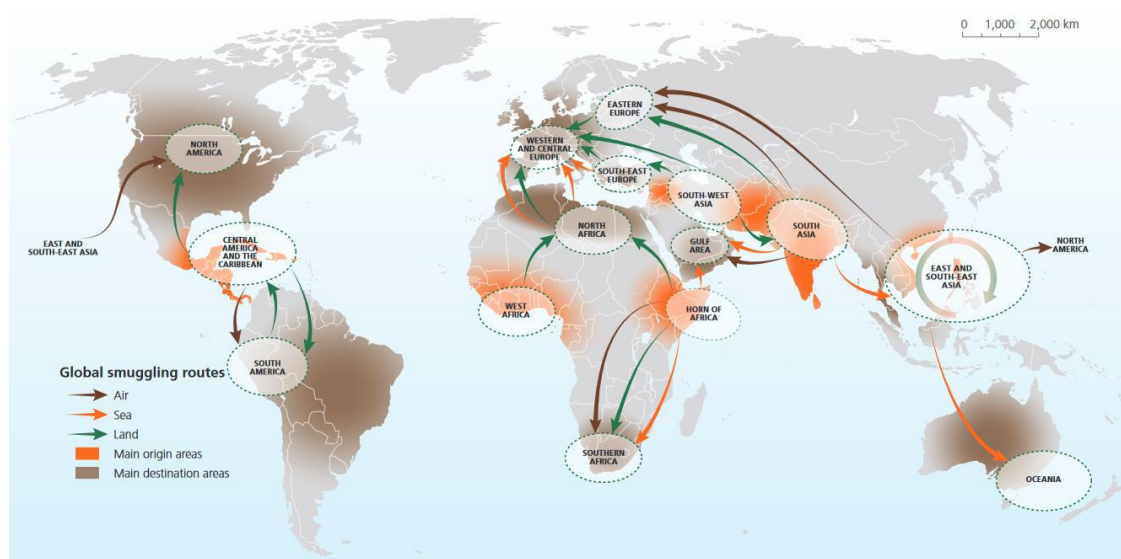 0 1,000 2,000 km
EASTERN
EUROPE
NORTH
AMERICA
WESTERN
AND CENTRAL
EUROPE
SOUTH-EAST
EUROPE
SOUTH-WEST
ASIA
EAST AND
SOUTH-EAST ASIA
CENTRAL
AMERICA
AND THE
CARIBBEAN
NORTH
AFRICA
GULF
AREA
SOUTH
ASIA
NORTH
AMERICA
EAST AND
SOUTH-EAST
ASIA
WEST
AFRICA
HORN OF
AFRICA
SOUTH
AMERICA
Global smuggling routes
Air
Sea
Land
Main origin areas
Main destination areas
SOUTHERN
AFRICA
OCEANIA